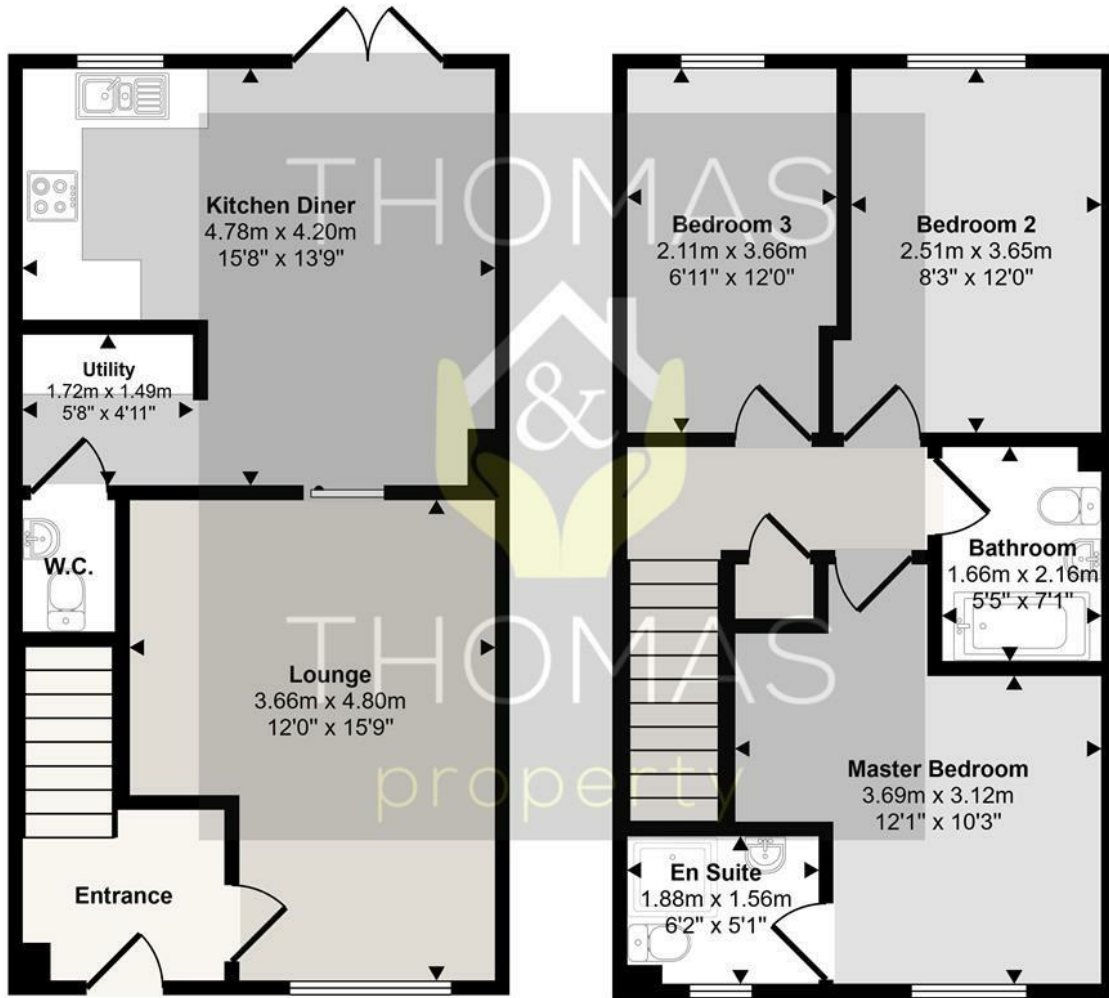 THOMAS
&
THOMAS
property
Kitchen Diner
4.78m x 4.20m
15'8" x 13'9"
Utility
1.72m x 1.49m
5'8" x 4'11"
W.C.
Lounge
3.66m x 4.80m
12'0" x 15'9"
Entrance
Bedroom 3
2.11m x 3.66m
6'11" x 12'0"
Bedroom 2
2.51m x 3.65m
8'3" x 12'0"
Bathroom
1.66m x 2.16m
5'5" x 7'1"
Master Bedroom
3.69m x 3.12m
12'1" x 10'3"
En Suite
1.88m x 1.56m
6'2" x 5'1"